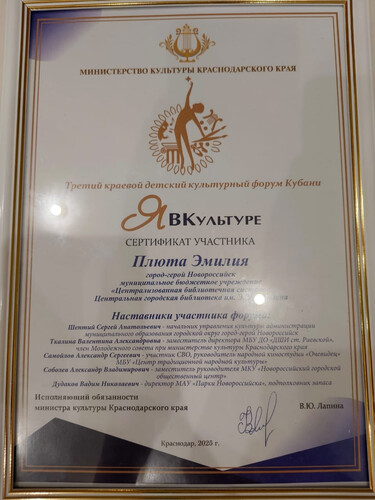 МИНИСТЕРСТВО КУЛЬТУРЫ КРАСНОДАРСКОГО КРАЯ
Третий краевой детский культурный форум Кубани
Я ВКУЛЬТУРЕ
СЕРТИФИКАТ УЧАСТНИКА
Плюта Эмилия
город-герой Новороссийск
муниципальное бюджетное учреждение
«Централизованная библиотечная
Центральная городская библиотека им.
Наставники участника форума:
Шептий Сергей Анатольевич - начальник управления культуры администрации
муниципального образования городской округ город-герой Новороссийск
Ткалина Валентина Александровна - заместитель директора МБУ ДО «ДШИ ст. Раевской»,
член Молодежного совета при министерстве культуры Краснодарского края
Самойлов Александр Сергеевич - участник СВО, руководитель народной киностудии «Очевидец»
МБУ «Центр традиционной народной культуры»
Соболев Александр Владимирович - заместитель руководителя МКУ «Новороссийский городской
общественный центр»
Дудакон Вадим Николаевич - директор МАУ «Парки Новороссийска», подполковник запаса
Исполняющий обязанности
министра культуры Краснодарского края
В.Ю. Лапина
Краснодар, 2025 г.